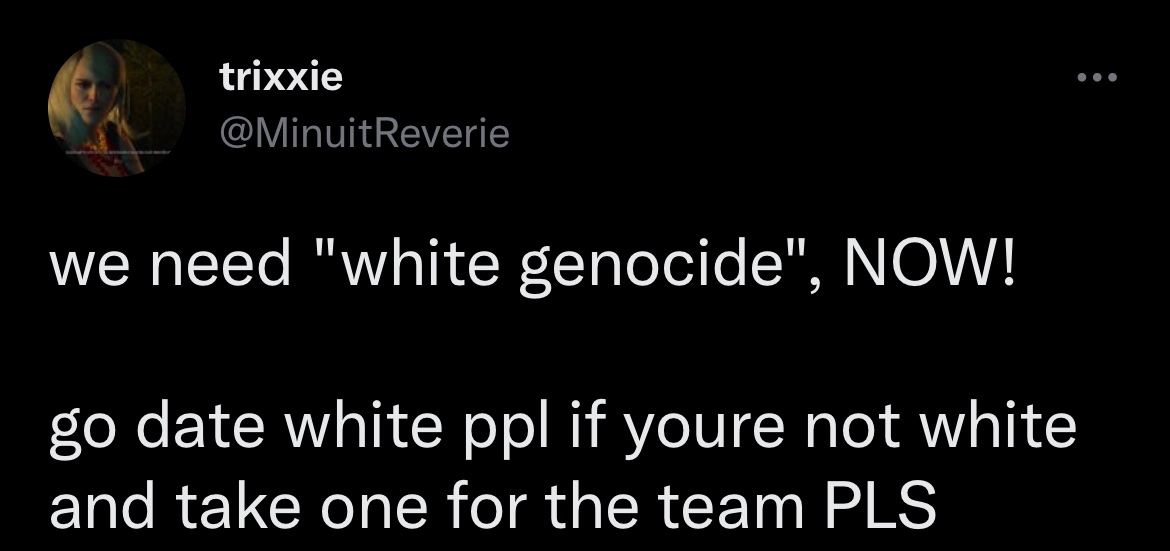 trixxie
@MinuitReverie
we need "white genocide", NOW!
go date white ppl if youre not white
and take one for the team PLS